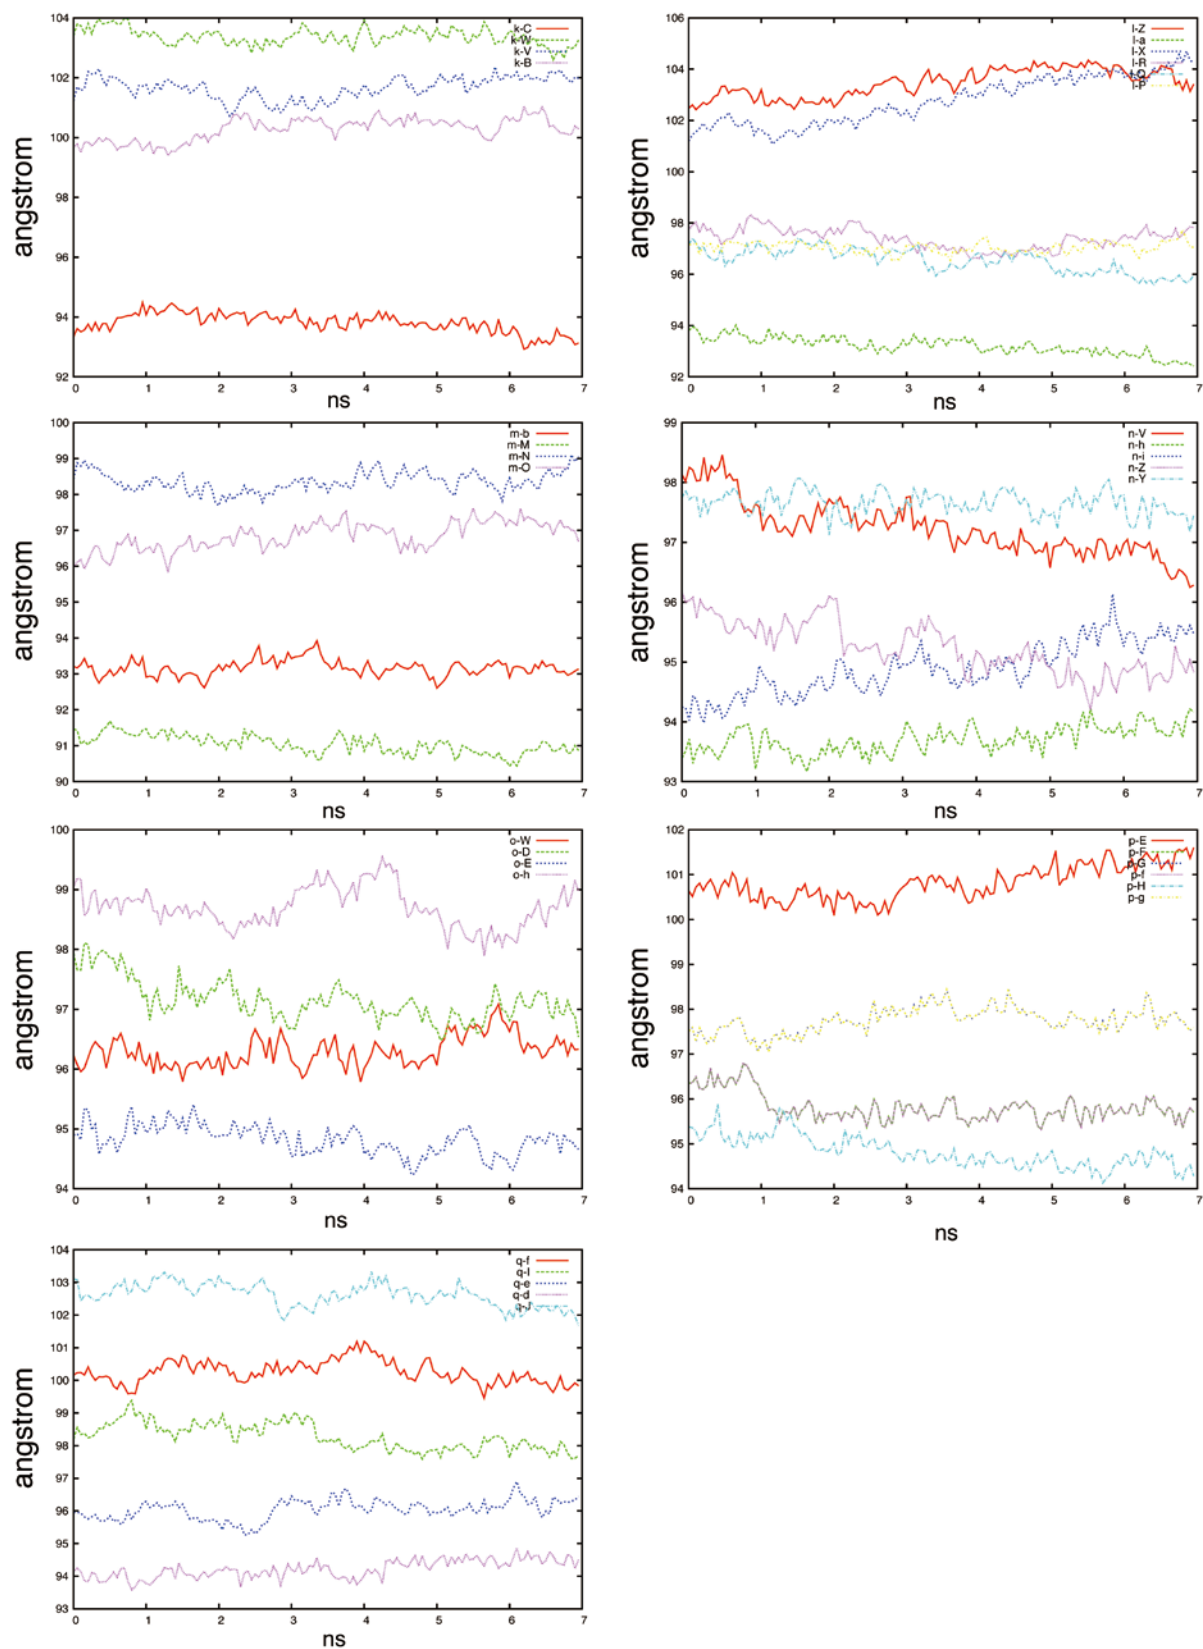 104
102
100
98
96
94
92
angstrom
k-C
k-W
k-V
k-B
0 1 2 3 4 5 6 7
ns
106
104
102
100
98
96
94
92
angstrom
l-Z
l-a
l-X
l-R
l-Q
l-P
0 1 2 3 4 5 6 7
ns
100
99
98
97
96
95
94
93
92
91
90
angstrom
m-b
m-M
m-N
m-O
0 1 2 3 4 5 6 7
ns
99
98
97
96
95
94
93
angstrom
n-V
n-h
n-i
n-Z
n-Y
0 1 2 3 4 5 6 7
ns
100
99
98
97
96
95
94
angstrom
o-W
o-D
o-E
o-h
0 1 2 3 4 5 6 7
ns
102
101
100
99
98
97
96
95
94
angstrom
p-E
p-F
p-G
p-f
p-H
p-g
0 1 2 3 4 5 6 7
ns
104
103
102
101
100
99
98
97
96
95
94
93
angstrom
q-f
q-I
q-e
q-d
q-J
0 1 2 3 4 5 6 7
ns